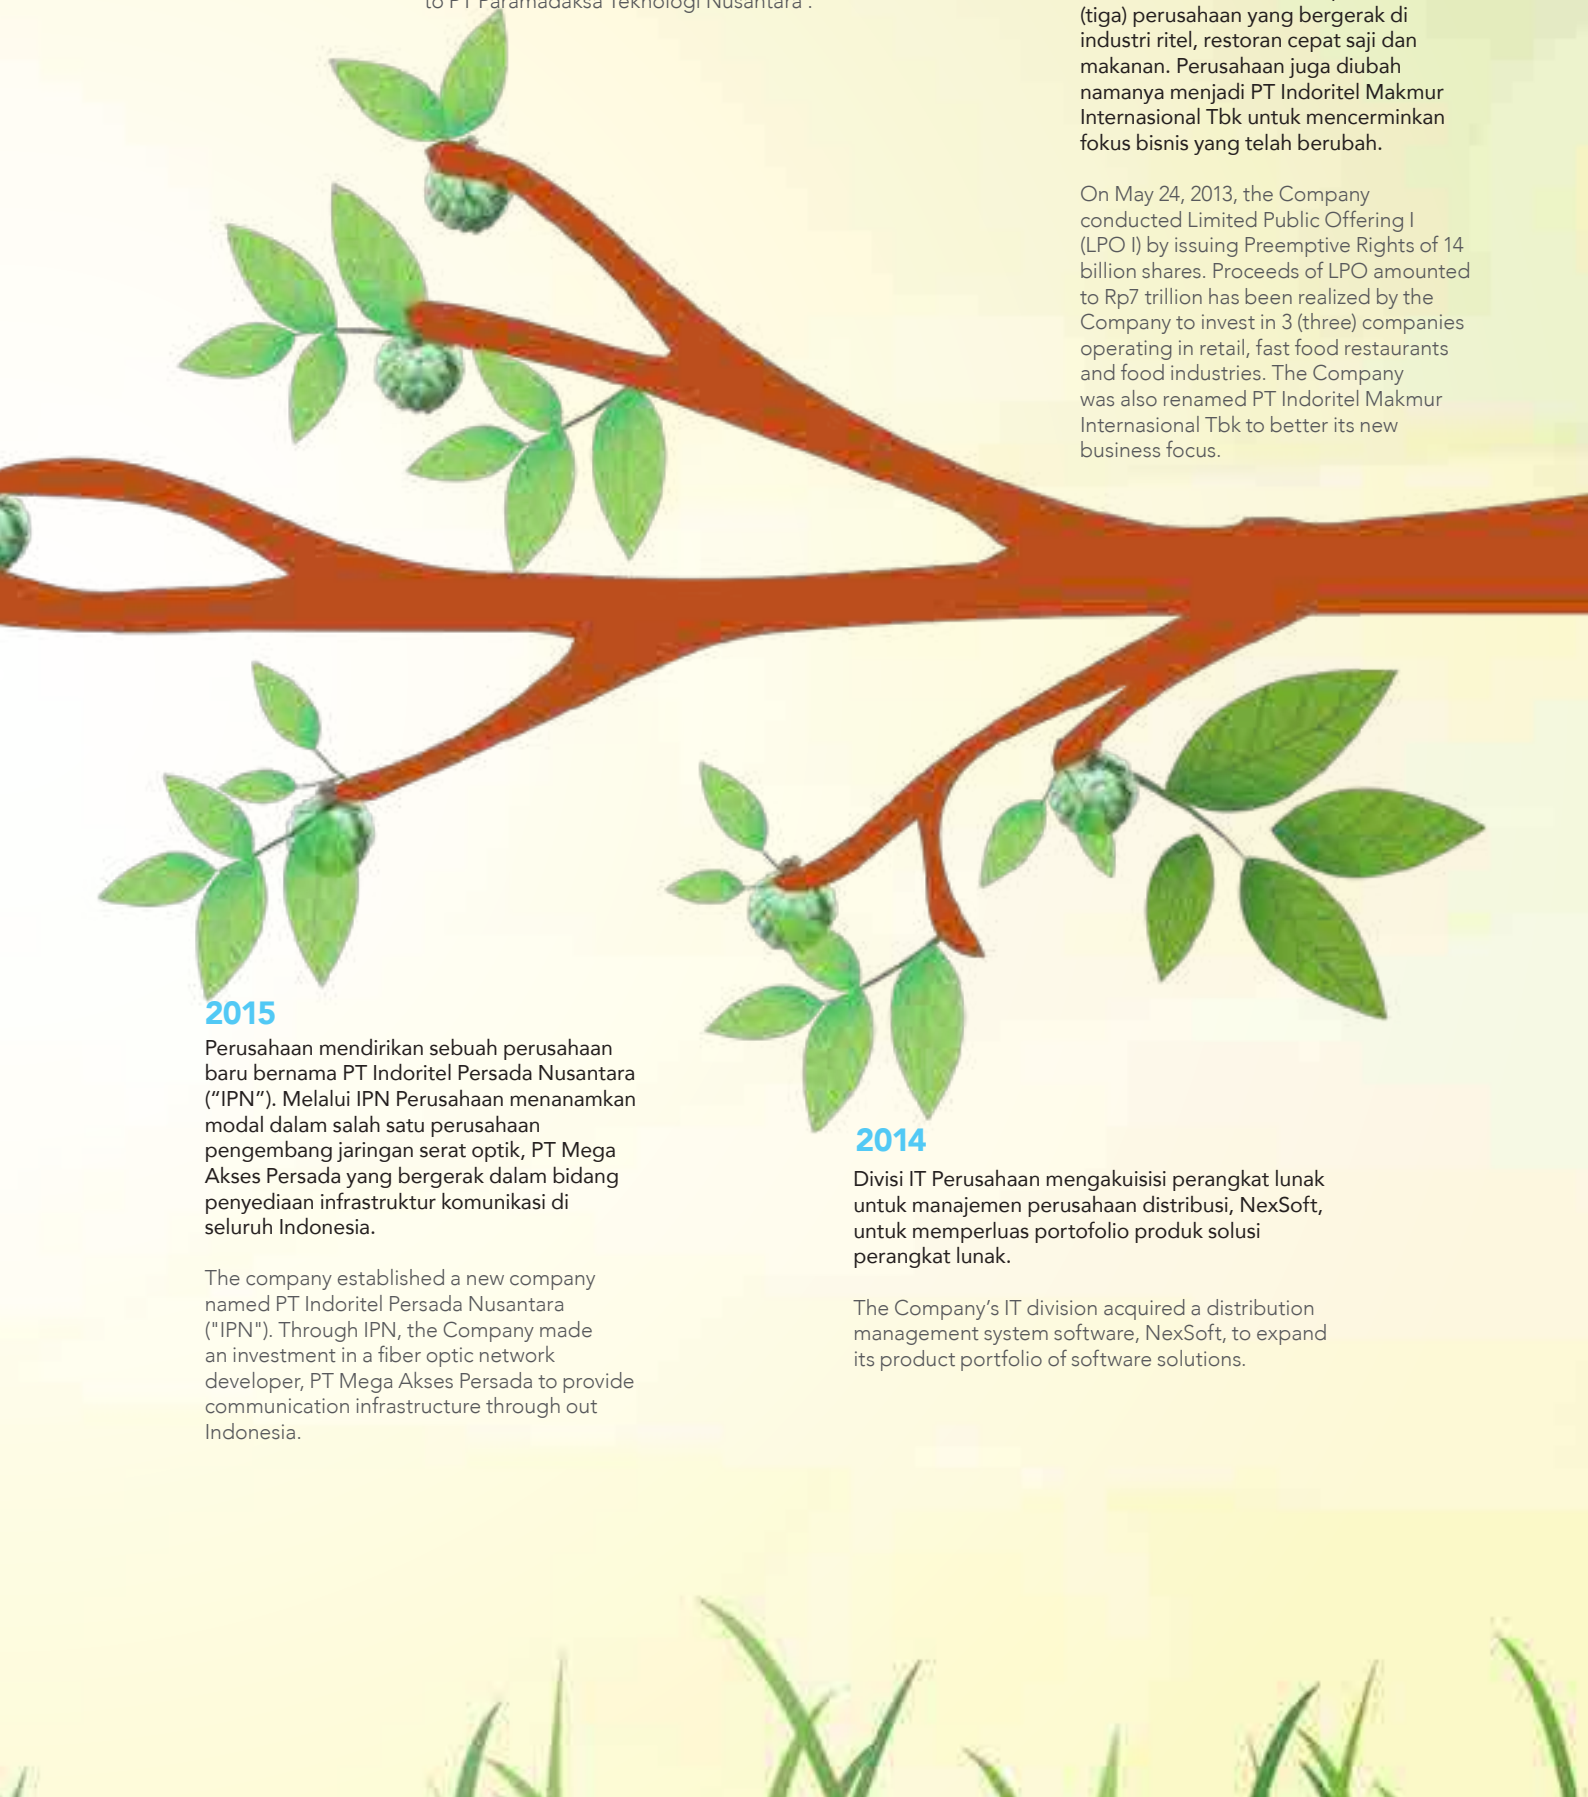 to PT Paramadaksa Teknologi Nusantara .
(tiga) perusahaan yang bergerak di
industri ritel, restoran cepat saji dan
makanan. Perusahaan juga diubah
namanya menjadi PT Indoritel Makmur
Internasional Tbk untuk mencerminkan
fokus bisnis yang telah berubah.
On May 24, 2013, the Company
conducted Limited Public Offering I
(LPO I) by issuing Preemptive Rights of 14
billion shares. Proceeds of LPO amounted
to Rp7 trillion has been realized by the
Company to invest in 3 (three) companies
operating in retail, fast food restaurants
and food industries. The Company
was also renamed PT Indoritel Makmur
Internasional Tbk to better its new
business focus.
2015
Perusahaan mendirikan sebuah perusahaan
baru bernama PT Indoritel Persada Nusantara
(“IPN”). Melalui IPN Perusahaan menanamkan
modal dalam salah satu perusahaan
pengembang jaringan serat optik, PT Mega
Akses Persada yang bergerak dalam bidang
penyediaan infrastruktur komunikasi di
seluruh Indonesia.
The company established a new company
named PT Indoritel Persada Nusantara
("IPN"). Through IPN, the Company made
an investment in a fiber optic network
developer, PT Mega Akses Persada to provide
communication infrastructure through out
Indonesia.
2014
Divisi IT Perusahaan mengakuisisi perangkat lunak
untuk manajemen perusahaan distribusi, NexSoft,
untuk memperluas portofolio produk solusi
perangkat lunak.
The Company’s IT division acquired a distribution
management system software, NexSoft, to expand
its product portfolio of software solutions.